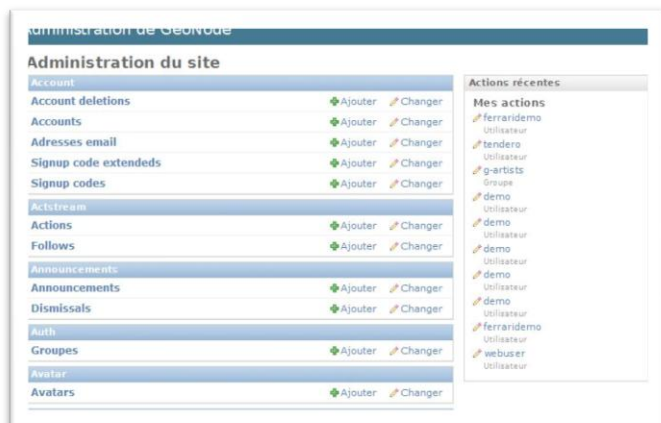 Administration de GeoNode
Administration du site
Account
Account deletions Ajouter Changer
Accounts Ajouter Changer
Adresses email Ajouter Changer
Signup code extendeds Ajouter Changer
Signup codes Ajouter Changer
Actstream
Actions Ajouter Changer
Follows Ajouter Changer
Announcements
Announcements Ajouter Changer
Dismissals Ajouter Changer
Auth
Groupes Ajouter Changer
Avatar
Avatars Ajouter Changer
Actions récentes
Mes actions
ferraridemo
Utilisateur
tendero
Utilisateur
g-artists
Groupe
demo
Utilisateur
demo
Utilisateur
demo
Utilisateur
demo
Utilisateur
demo
Utilisateur
ferraridemo
Utilisateur
webuser
Utilisateur